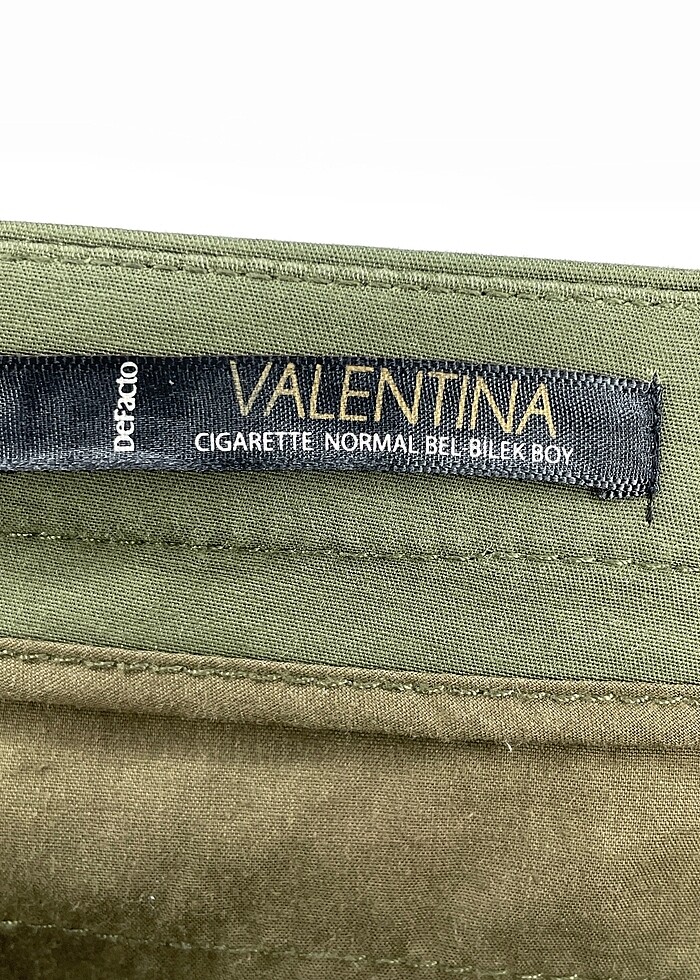 DeFacto
VALENTINA
CIGARETTE NORMAL BEL-BILEK BOY